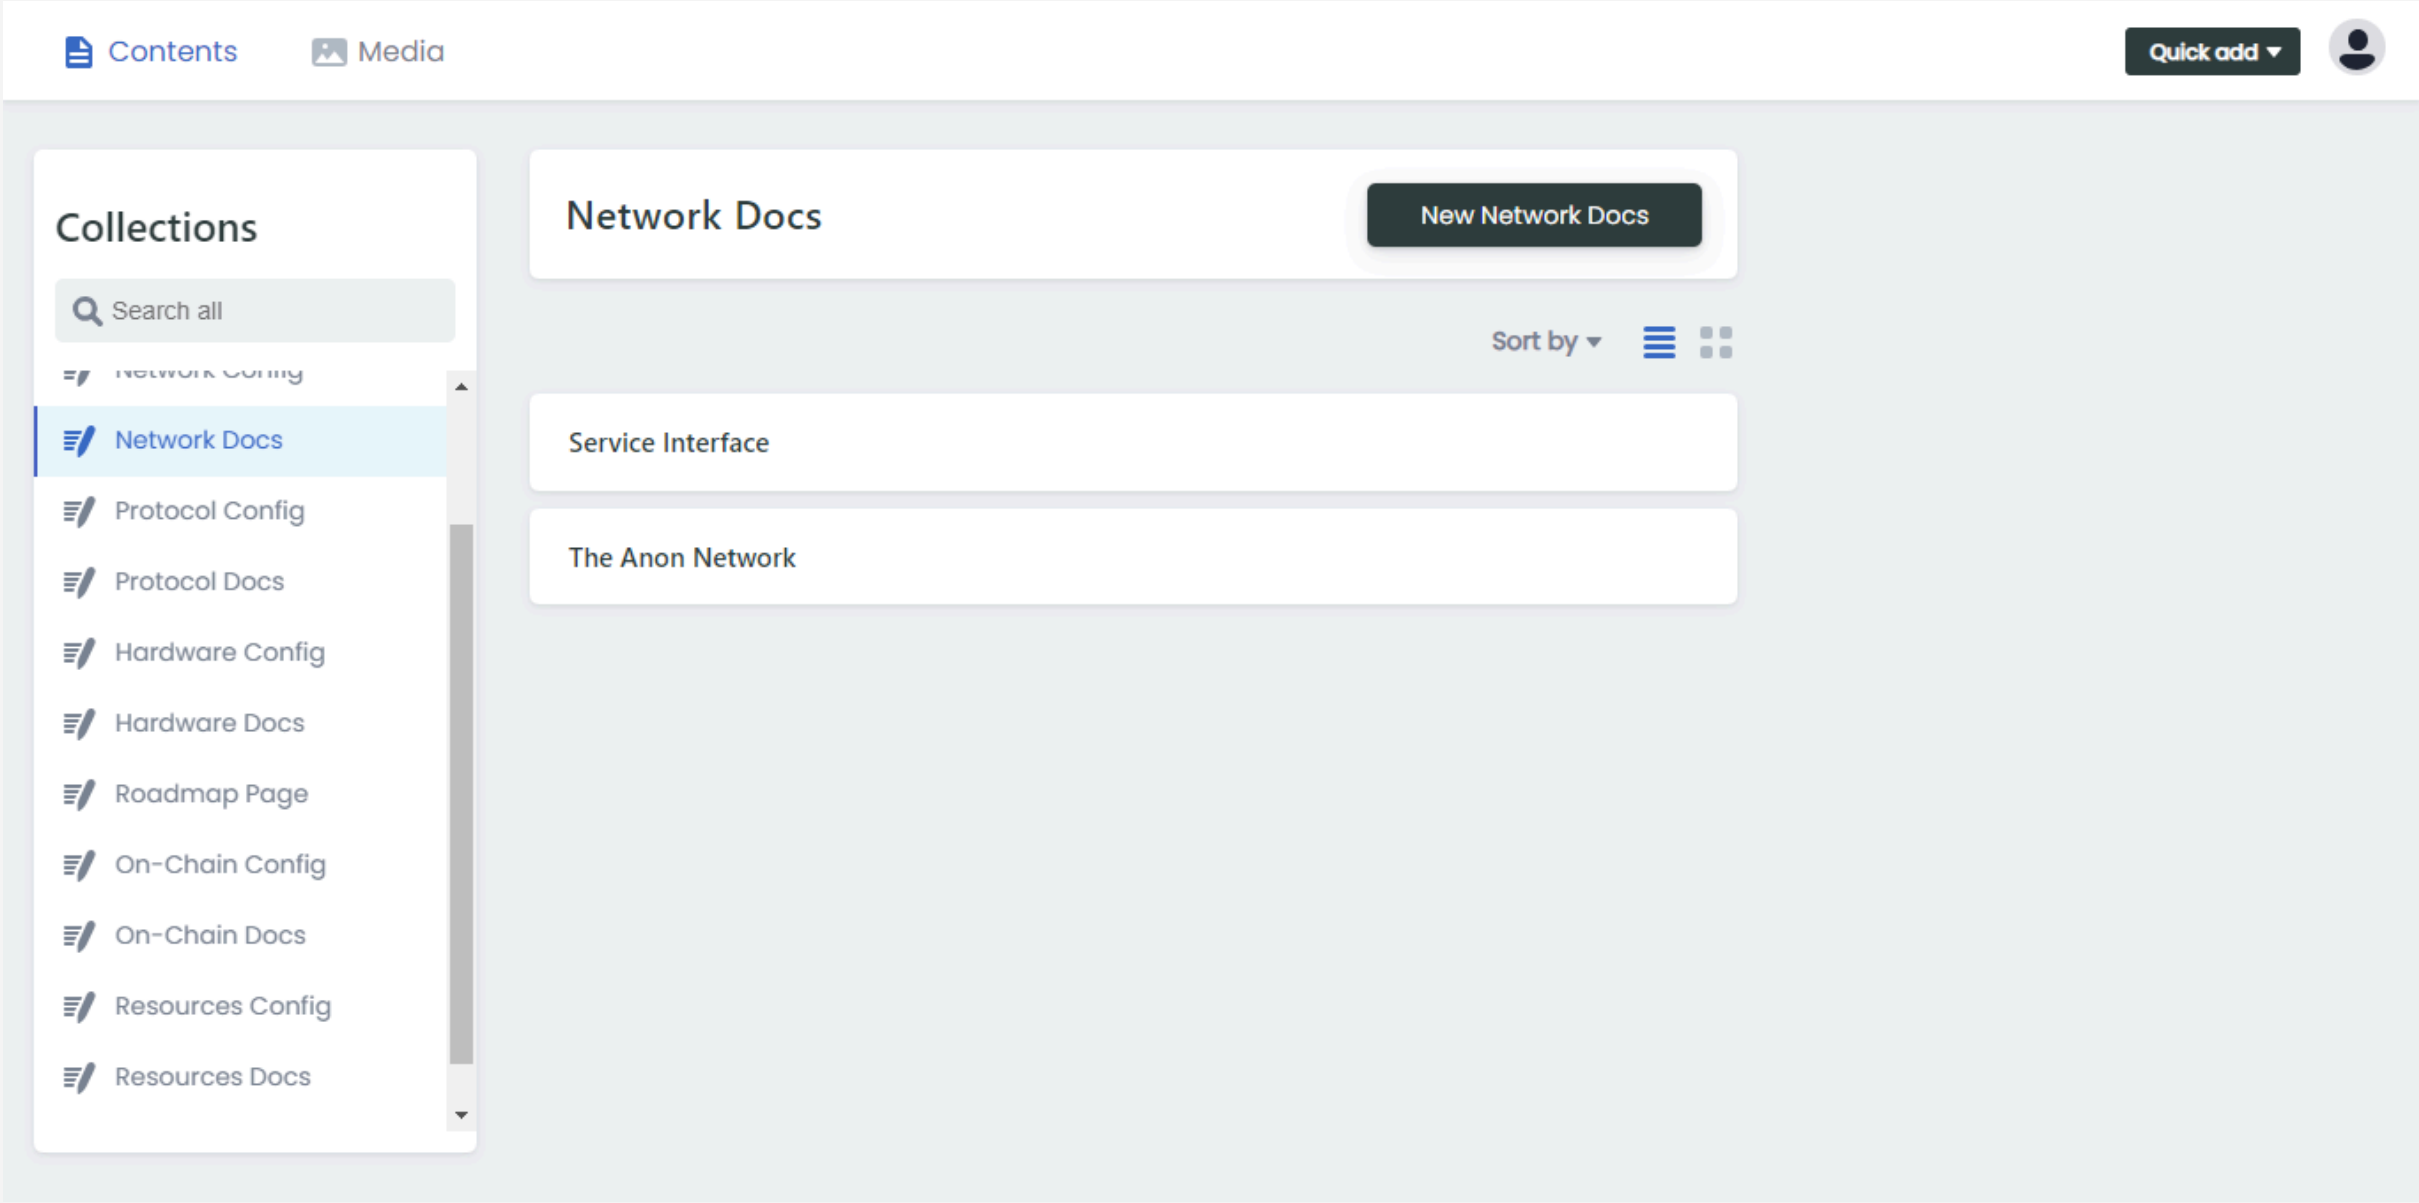 Contents
Media
Quick add
Collections
Search all
Network Config
Network Docs
Protocol Config
Protocol Docs
Hardware Config
Hardware Docs
Roadmap Page
On-Chain Config
On-Chain Docs
Resources Config
Resources Docs
Network Docs
New Network Docs
Sort by
Service Interface
The Anon Network